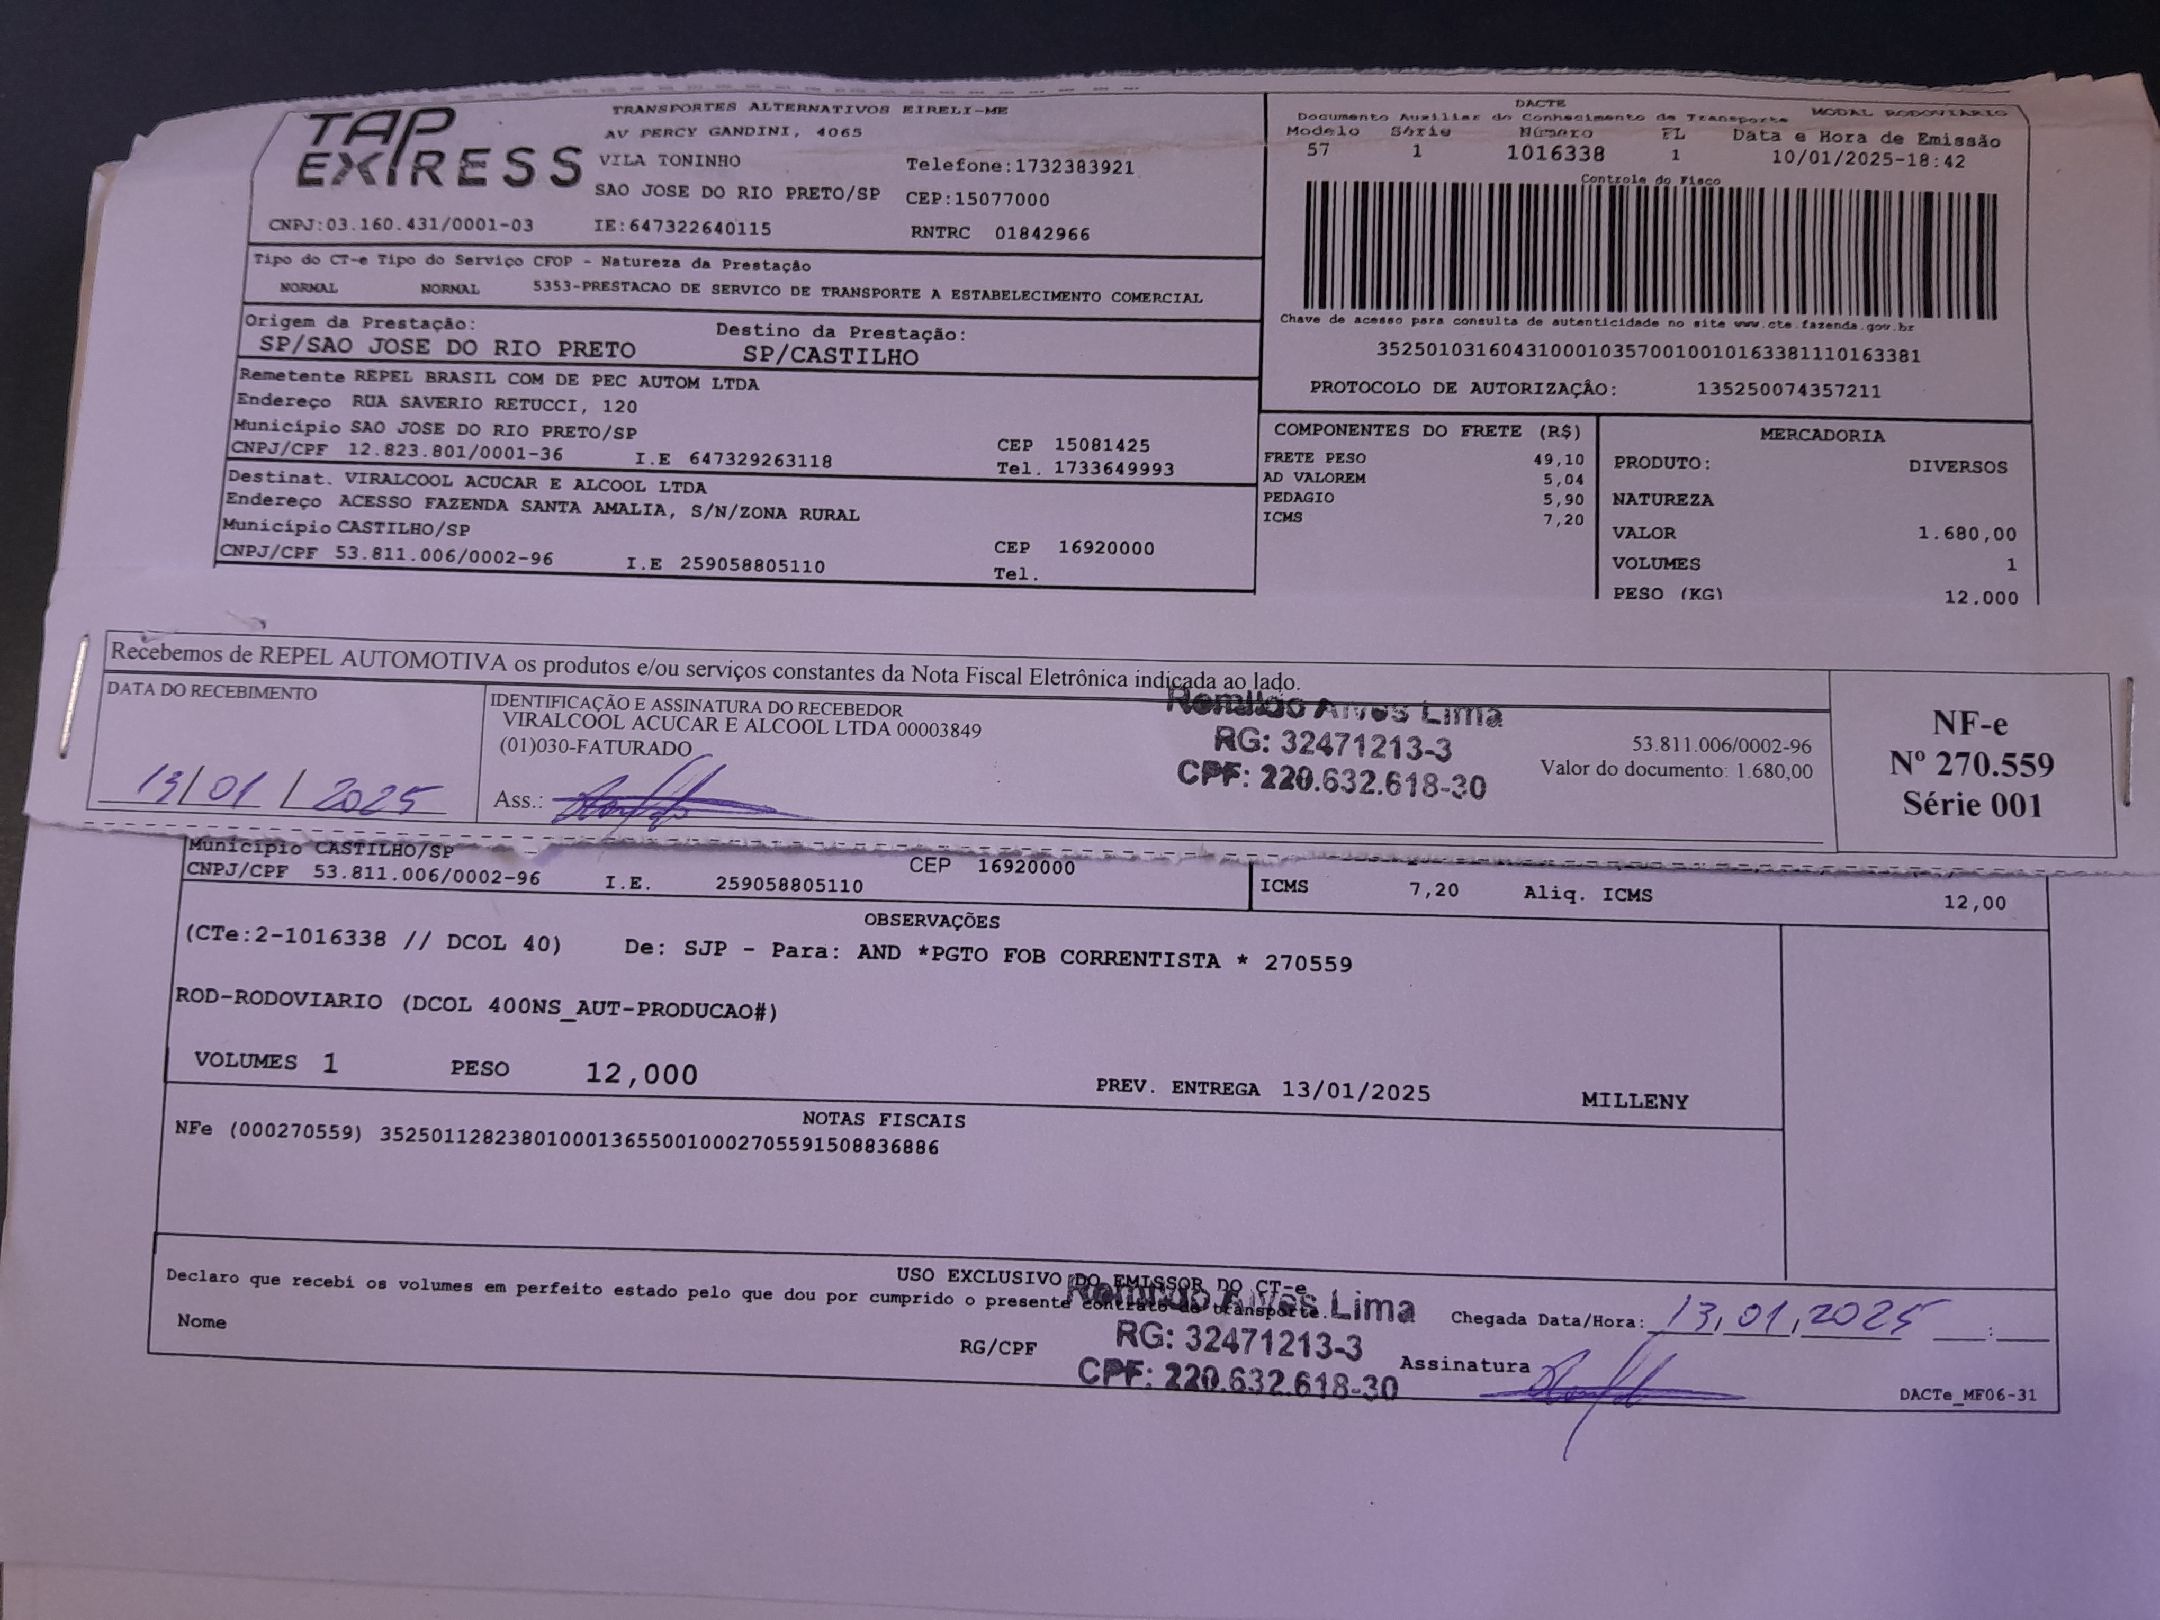 TAP EXPRESS
TRANSPORTES ALTERNATIVOS EIRELI-ME
AV PERCY GANDINI, 4065
VILA TONINHO
Telefone:1732383921
SAO JOSE DO RIO PRETO/SP CEP:15077000
CNPJ:03.160.431/0001-03 IE:647322640115 RNTRC 01842966
DACTE MODAL RODOVIARIO
Documento Auxiliar do Conhecimento de Transporte
Modelo Série Número FL Data e Hora de Emissão
57 1 1016338 1 10/01/2025-18:42
Controle do Fisco
Chave de acesso para consulta de autenticidade no site www.cte.fazenda.gov.br
35250103160431000103570010010163381110163381
PROTOCOLO DE AUTORIZAÇÂO: 135250074357211
Tipo do CT-e Tipo do Serviço CFOP - Natureza da Prestação
NORMAL NORMAL 5353-PRESTACAO DE SERVICO DE TRANSPORTE A ESTABELECIMENTO COMERCIAL
Origem da Prestação: Destino da Prestação:
SP/SAO JOSE DO RIO PRETO SP/CASTILHO
Remetente REPEL BRASIL COM DE PEC AUTOM LTDA
Endereço RUA SAVERIO RETUCCI, 120
Município SAO JOSE DO RIO PRETO/SP CEP 15081425
CNPJ/CPF 12.823.801/0001-36 I.E 647329263118 Tel. 1733649993
Destinat. VIRALCOOL ACUCAR E ALCOOL LTDA
Endereço ACESSO FAZENDA SANTA AMALIA, S/N/ZONA RURAL
Município CASTILHO/SP CEP 16920000
CNPJ/CPF 53.811.006/0002-96 I.E 259058805110 Tel.
COMPONENTES DO FRETE (R$)
FRETE PESO 49,10
AD VALOREM 5,04
PEDAGIO 5,90
ICMS 7,20
MERCADORIA
PRODUTO: DIVERSOS
NATUREZA
VALOR 1.680,00
VOLUMES 1
PESO (KG) 12,000
Recebemos de REPEL AUTOMOTIVA os produtos e/ou serviços constantes da Nota Fiscal Eletrônica indicada ao lado.
DATA DO RECEBIMENTO
13/01/2025
IDENTIFICAÇÃO E ASSINATURA DO RECEBEDOR
VIRALCOOL ACUCAR E ALCOOL LTDA 00003849
(01)030-FATURADO
Ass.:
Romildo Alves Lima
RG: 32471213-3
CPF: 220.632.618-30
53.811.006/0002-96
Valor do documento: 1.680,00
NF-e
Nº 270.559
Série 001
Município CASTILHO/SP CEP 16920000
CNPJ/CPF 53.811.006/0002-96 I.E. 259058805110
ICMS 7,20 Aliq. ICMS 12,00
OBSERVAÇÕES
(CTe:2-1016338 // DCOL 40) De: SJP - Para: AND *PGTO FOB CORRENTISTA * 270559
ROD-RODOVIARIO (DCOL 400NS_AUT-PRODUCAO#)
VOLUMES 1 PESO 12,000 PREV. ENTREGA 13/01/2025 MILLENY
NOTAS FISCAIS
NFe (000270559) 35250112823801000136550010002705591508836886
USO EXCLUSIVO DO EMISSOR DO CT-e
Declaro que recebi os volumes em perfeito estado pelo que dou por cumprido o presente contrato de transporte.
Nome RG/CPF
Romildo Alves Lima
RG: 32471213-3
CPF: 220.632.618-30
Chegada Data/Hora: 13,01,2025 :
Assinatura
DACTe_MF06-31